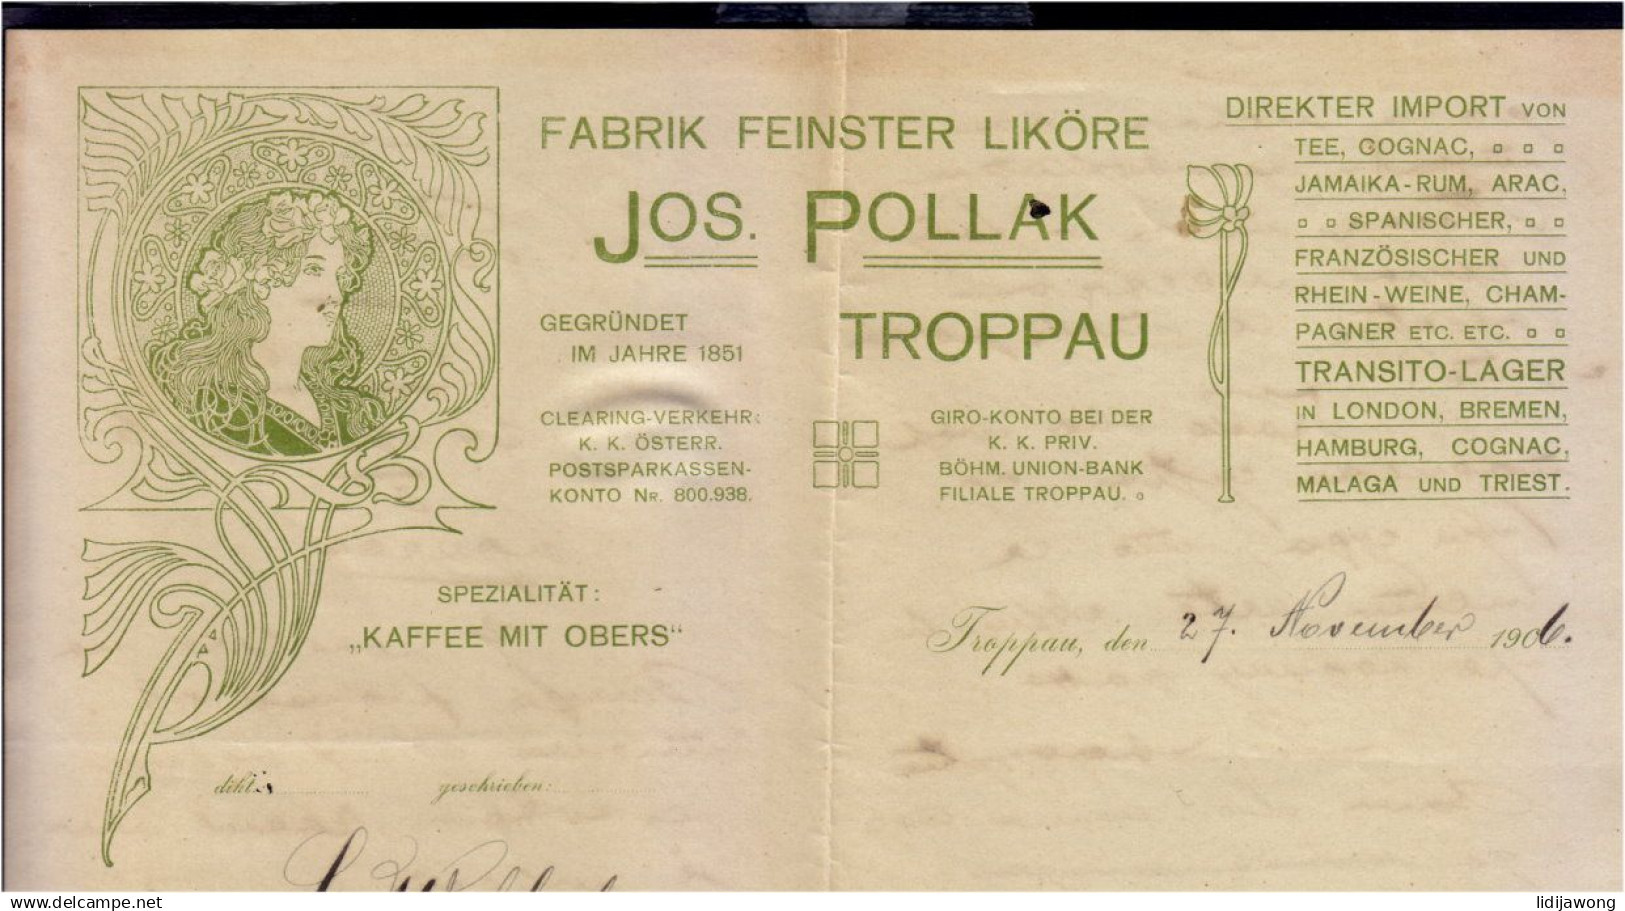 FABRIK FEINSTER LIKÖRE
JOS. POLLAK
GEGRÜNDET
IM JAHRE 1851
TROPPAU
CLEARING-VERKEHR:
K. K. ÖSTERR.
POSTSPARKASSEN-
KONTO Nr. 800.938.
GIRO-KONTO BEI DER
K. K. PRIV.
BÖHM. UNION-BANK
FILIALE TROPPAU.
DIREKTER IMPORT VON
TEE, COGNAC,
JAMAIKA-RUM, ARAC,
SPANISCHER,
FRANZÖSISCHER UND
RHEIN-WEINE, CHAM-
PAGNER ETC. ETC.
TRANSITO-LAGER
IN LONDON, BREMEN,
HAMBURG, COGNAC,
MALAGA UND TRIEST.
SPEZIALITÄT:
„KAFFEE MIT OBERS"
Troppau, den 27. November 1906.
dikt. geschrieben:
delcampe.net
lidijawong